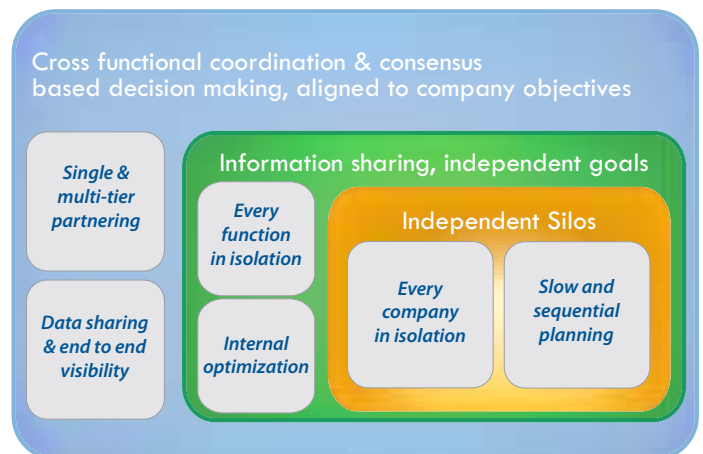 Cross functional coordination & consensus
based decision making, aligned to company objectives
Single &
multi-tier
partnering
Data sharing
& end to end
visibility
Information sharing, independent goals
Every
function
in isolation
Internal
optimization
Independent Silos
Every
company
in isolation
Slow and
sequential
planning